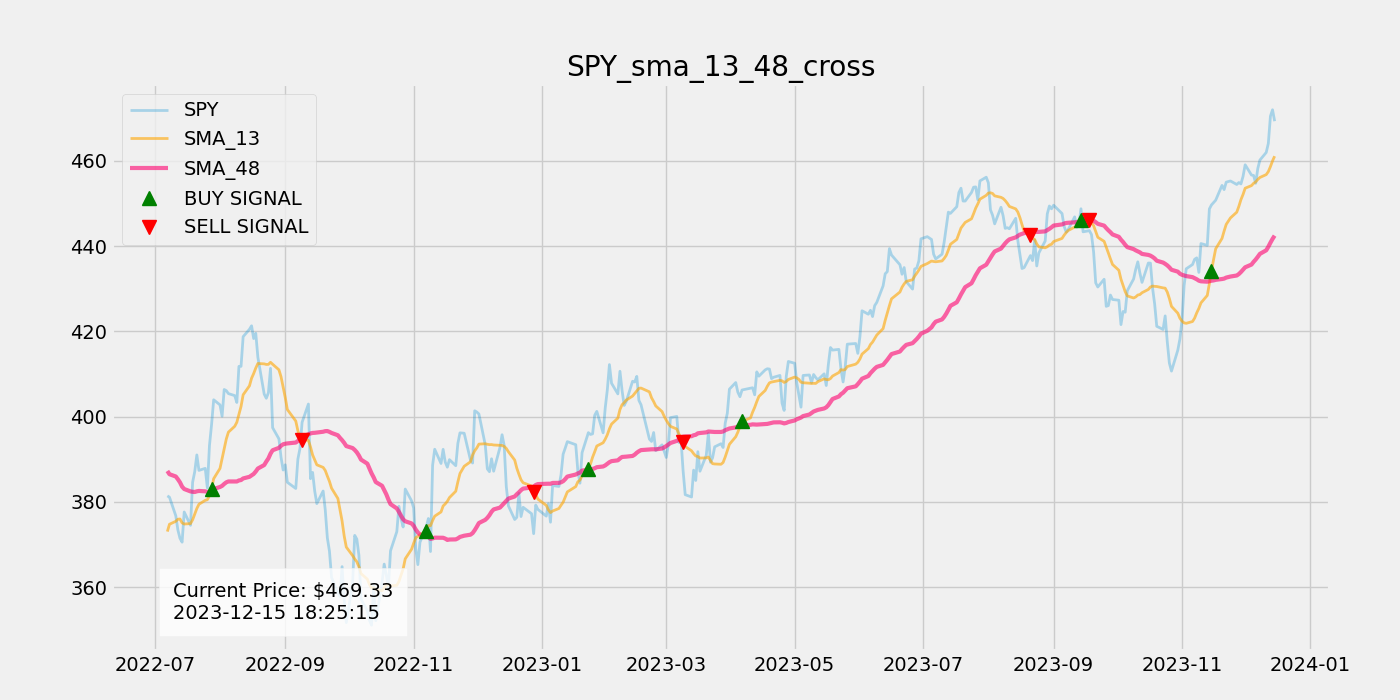 SPY_sma_13_48_cross
SPY
SMA_13
SMA_48
BUY SIGNAL
SELL SIGNAL
460
440
420
400
380
360
Current Price: $469.33
2023-12-15 18:25:15
2022-07 2022-09 2022-11 2023-01 2023-03 2023-05 2023-07 2023-09 2023-11 2024-01